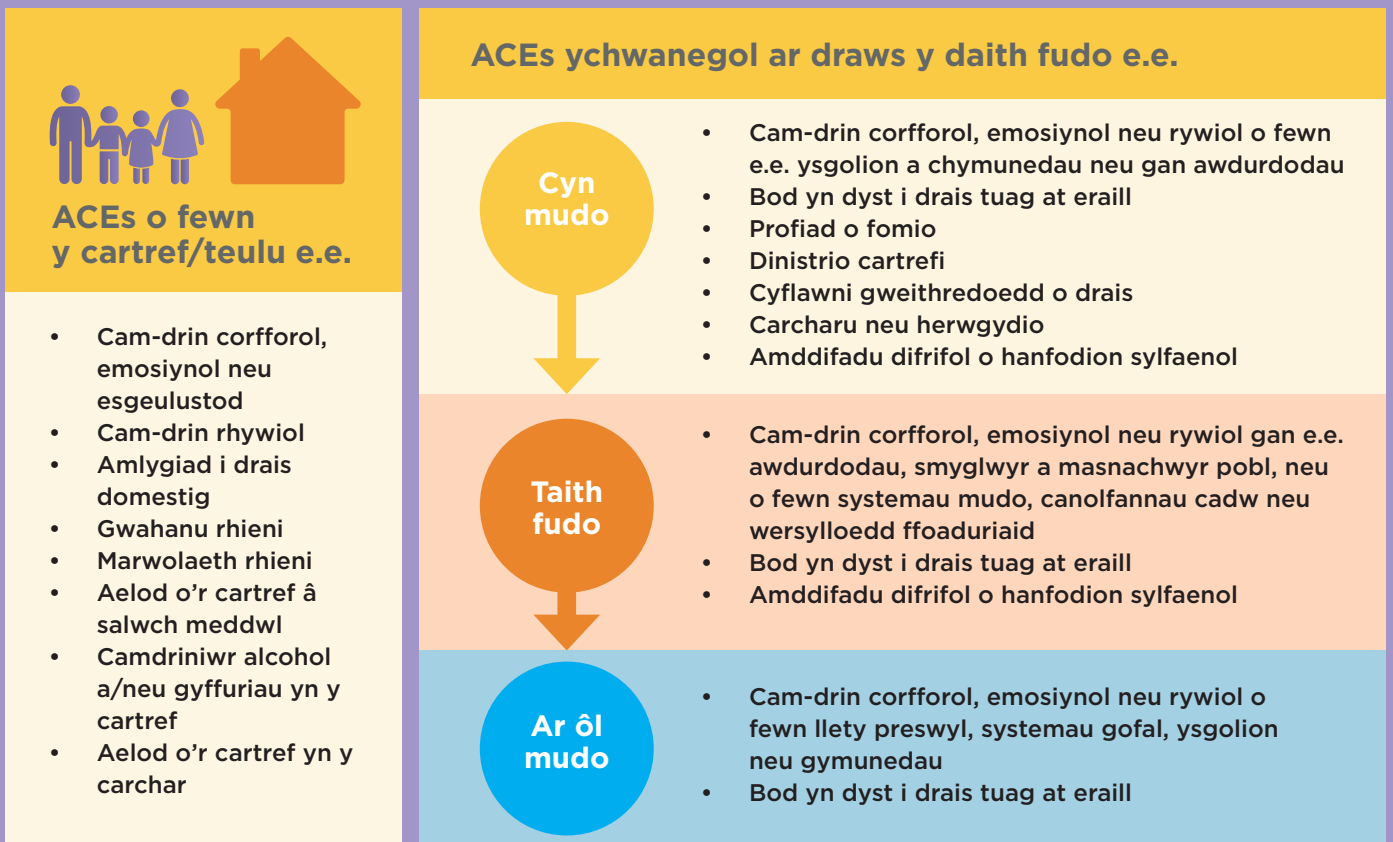 ACEs o fewn
y cartref/teulu e.e.
• Cam-drin corfforol,
emosiynol neu
esgeulustod
• Cam-drin rhywiol
• Amlygiad i drais
domestig
• Gwahanu rhieni
• Marwolaeth rhieni
• Aelod o’r cartref â
salwch meddwl
• Camdriniwr alcohol
a/neu gyffuriau yn y
cartref
• Aelod o’r cartref yn y
carchar
ACEs ychwanegol ar draws y daith fudo e.e.
Cyn
mudo
• Cam-drin corfforol, emosiynol neu rywiol o fewn
e.e. ysgolion a chymunedau neu gan awdurdodau
• Bod yn dyst i drais tuag at eraill
• Profiad o fomio
• Dinistrio cartrefi
• Cyflawni gweithredoedd o drais
• Carcharu neu herwgydio
• Amddifadu difrifol o hanfodion sylfaenol
Taith
fudo
• Cam-drin corfforol, emosiynol neu rywiol gan e.e.
awdurdodau, smyglwyr a masnachwyr pobl, neu
o fewn systemau mudo, canolfannau cadw neu
wersylloedd ffoaduriaid
• Bod yn dyst i drais tuag at eraill
• Amddifadu difrifol o hanfodion sylfaenol
Ar ôl
mudo
• Cam-drin corfforol, emosiynol neu rywiol o
fewn llety preswyl, systemau gofal, ysgolion
neu gymunedau
• Bod yn dyst i drais tuag at eraill